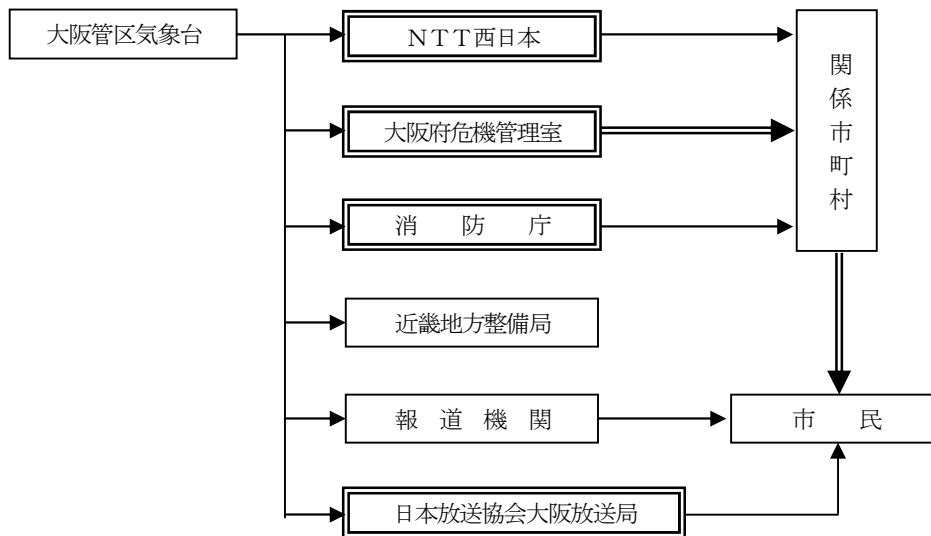 大阪管区気象台
ＮＴＴ西日本
大阪府危機管理室
消　防　庁
近畿地方整備局
報　道　機　関
日本放送協会大阪放送局
関係市町村
市　民